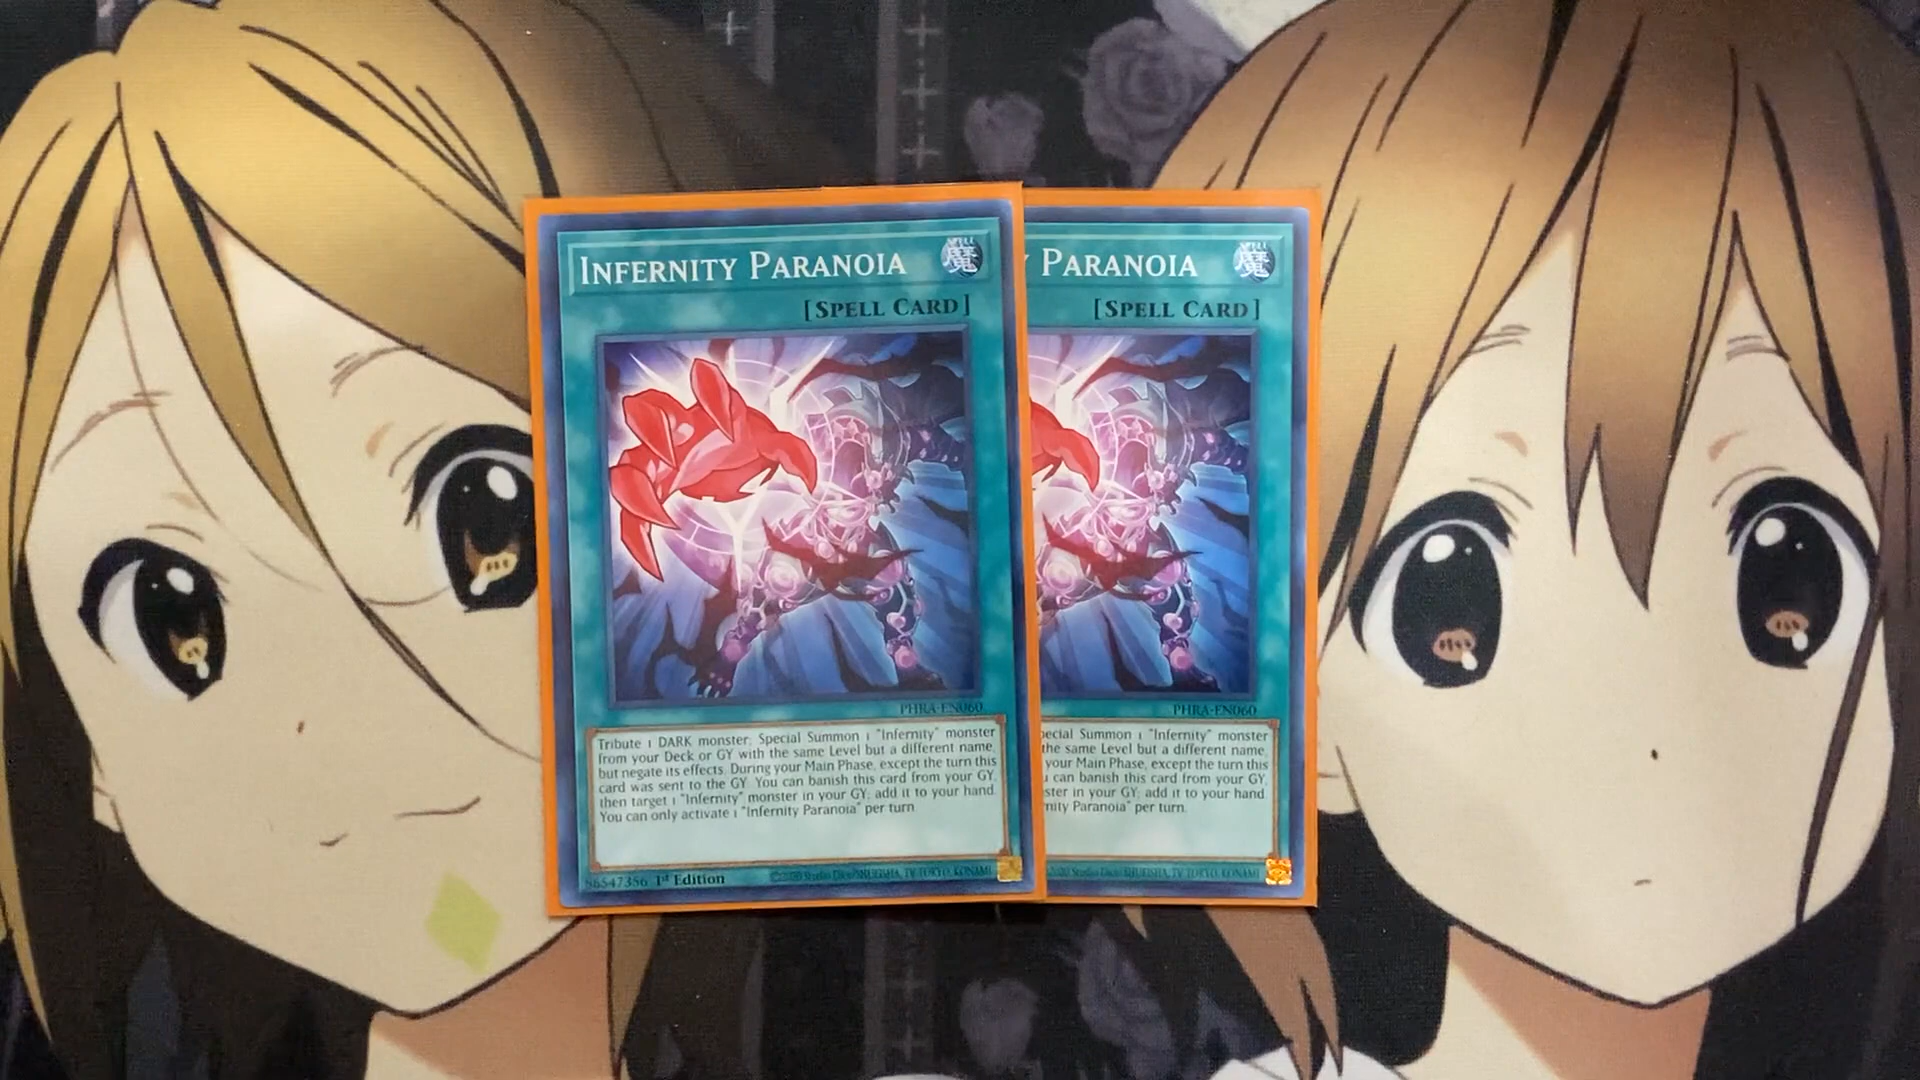 INFERNITY PARANOIA
魔
[SPELL CARD]
PHRA-EN060
Tribute 1 DARK monster; Special Summon 1 "Infernity" monster
from your Deck or GY with the same Level but a different name,
but negate its effects. During your Main Phase, except the turn this
card was sent to the GY: You can banish this card from your GY,
then target 1 "Infernity" monster in your GY; add it to your hand.
You can only activate 1 "Infernity Paranoia" per turn.
1st Edition
Y PARANOIA
魔
[SPELL CARD]
PHRA-EN060
pecial Summon 1 "Infernity" monster
the same Level but a different name,
your Main Phase, except the turn this
u can banish this card from your GY,
ster in your GY; add it to your hand.
rnity Paranoia" per turn.